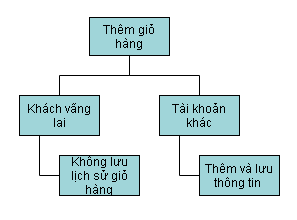 Thêm giỏ
hàng
Khách vãng
lai
Tài khoản
khác
Không lưu
lịch sử giỏ
hàng
Thêm và lưu
thông tin